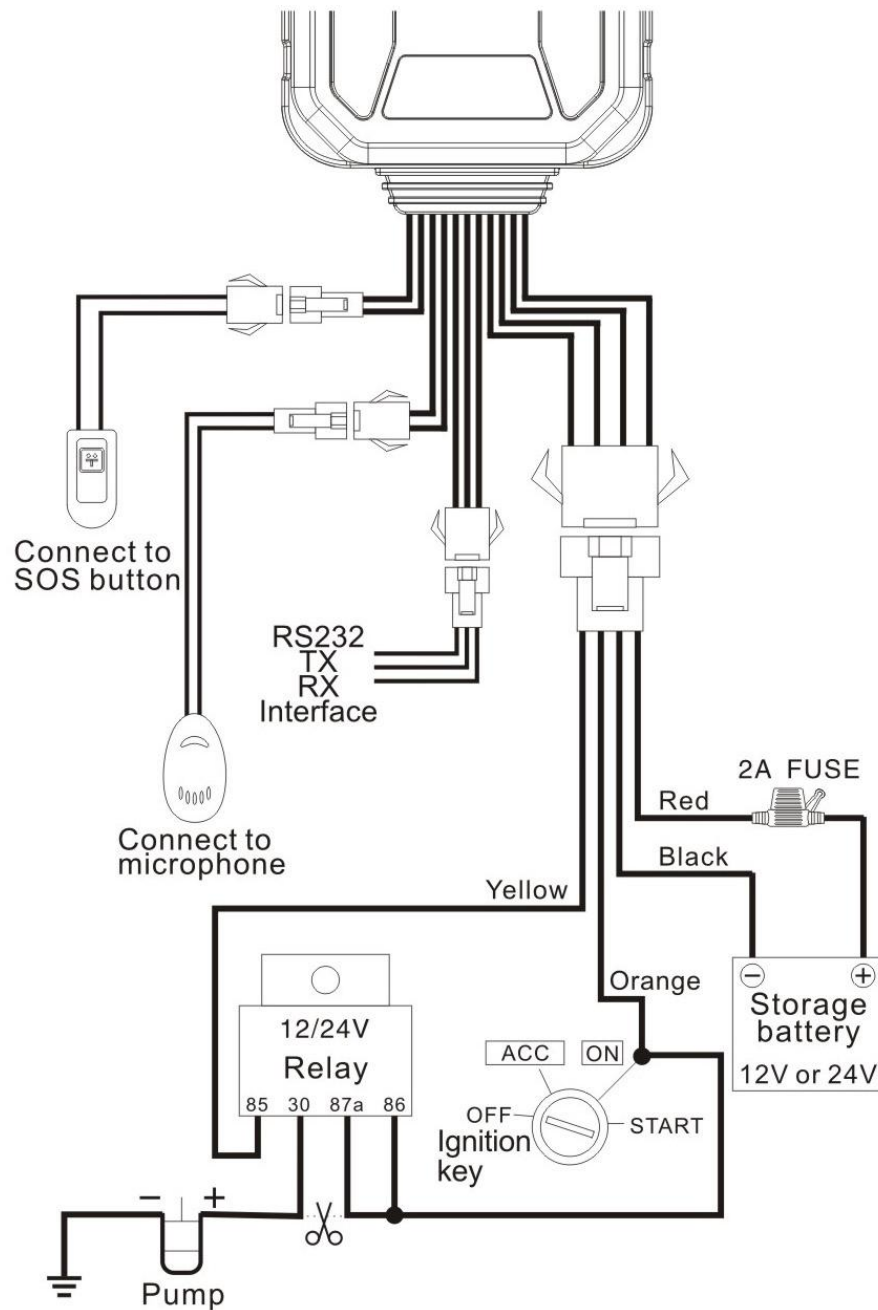 Connect to
SOS button
RS232
TX
RX
Interface
Connect to
microphone
2A FUSE
Red
Black
Yellow
Orange
− +
Storage
battery
12V or 24V
12/24V
Relay
85 30 87a 86
ACC ON
OFF START
Ignition
key
− +
Pump